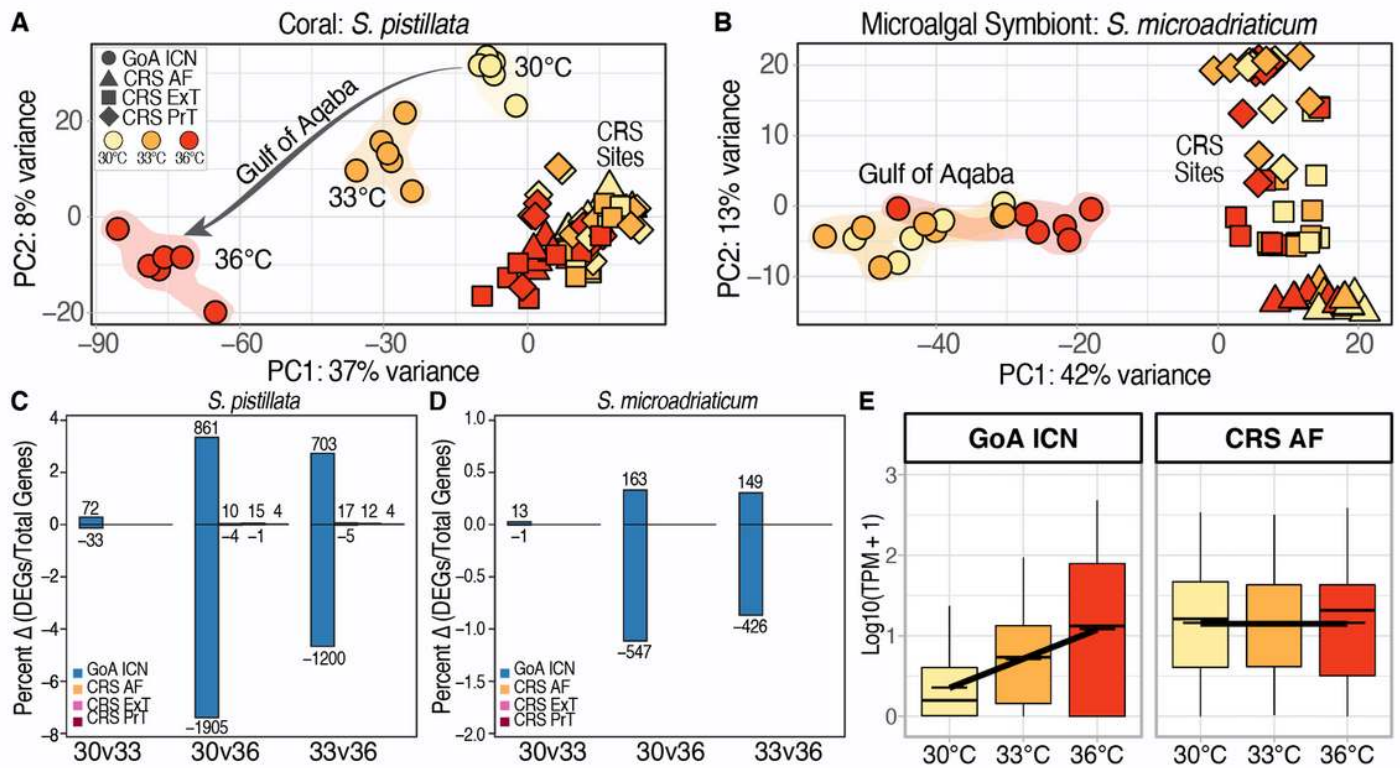 A
Coral: S. pistillata
GoA ICN
CRS AF
CRS ExT
CRS PrT
30°C 33°C 36°C
30°C
Gulf of Aqaba
33°C
36°C
CRS
Sites
PC2: 8% variance
20
0
−20
−90 −60 −30 0
PC1: 37% variance
B
Microalgal Symbiont: S. microadriaticum
PC2: 13% variance
20
10
0
−10
Gulf of Aqaba
CRS
Sites
−40 −20 0 20
PC1: 42% variance
C
S. pistillata
Percent Δ (DEGs/Total Genes)
4
2
0
−2
−4
−6
−8
72
−33
861
10 15 4
−4 −1
−1905
703
17 12 4
−5
−1200
GoA ICN
CRS AF
CRS ExT
CRS PrT
30v33 30v36 33v36
D
S. microadriaticum
Percent Δ (DEGs/Total Genes)
1.0
0.5
0.0
−0.5
−1.0
−1.5
−2.0
13
−1
163
−547
149
−426
GoA ICN
CRS AF
CRS ExT
CRS PrT
30v33 30v36 33v36
E
GoA ICN
CRS AF
Log10(TPM + 1)
3
2
1
0
30°C 33°C 36°C
30°C 33°C 36°C